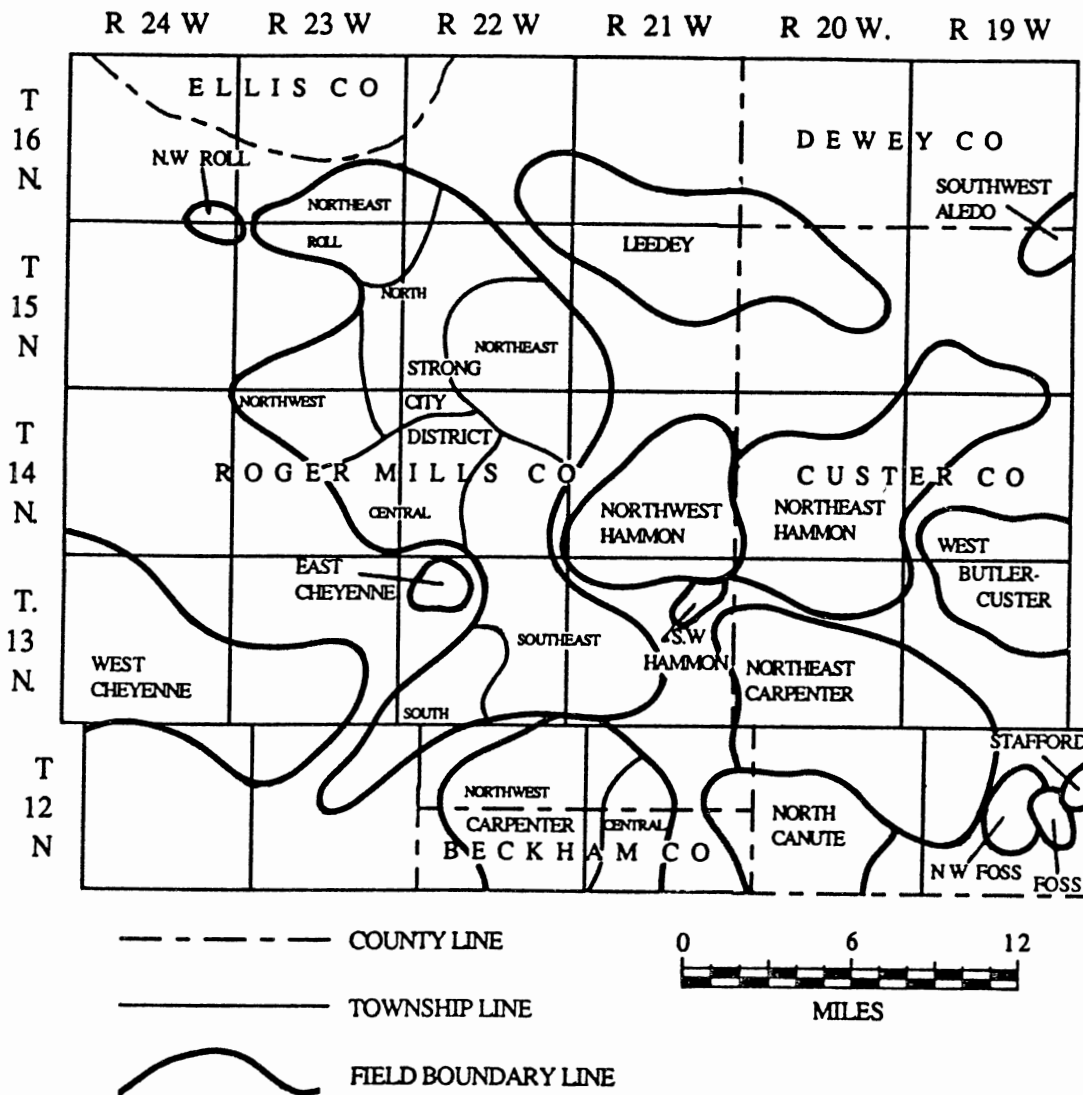 R 24 W R 23 W R 22 W R 21 W R 20 W. R 19 W
T
16
N.
ELLIS CO
DEWEY CO
N.W ROLL
SOUTHWEST
ALEDO
NORTHEAST
ROLL
LEEDEY
T
15
N
NORTH
NORTHEAST
STRONG
CITY
DISTRICT
NORTHWEST
T
14
N.
ROGER MILLS CO
CUSTER CO
CENTRAL
NORTHWEST
HAMMON
NORTHEAST
HAMMON
WEST
BUTLER-
CUSTER
EAST
CHEYENNE
T.
13
N.
SOUTHEAST
S.W
HAMMON
WEST
CHEYENNE
NORTHEAST
CARPENTER
SOUTH
STAFFORD
T
12
N
NORTHWEST
CARPENTER
CENTRAL
NORTH
CANUTE
BECKHAM CO
N W FOSS
FOSS
COUNTY LINE
TOWNSHIP LINE
FIELD BOUNDARY LINE
0 6 12
MILES